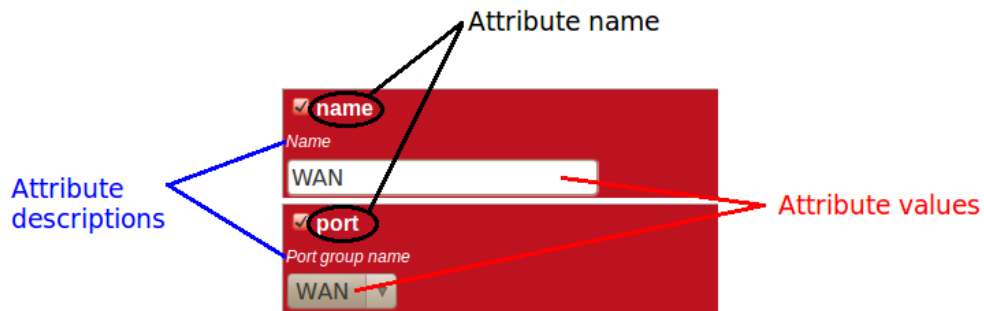 Attribute name
name
Name
WAN
Attribute
descriptions
Attribute values
port
Port group name
WAN